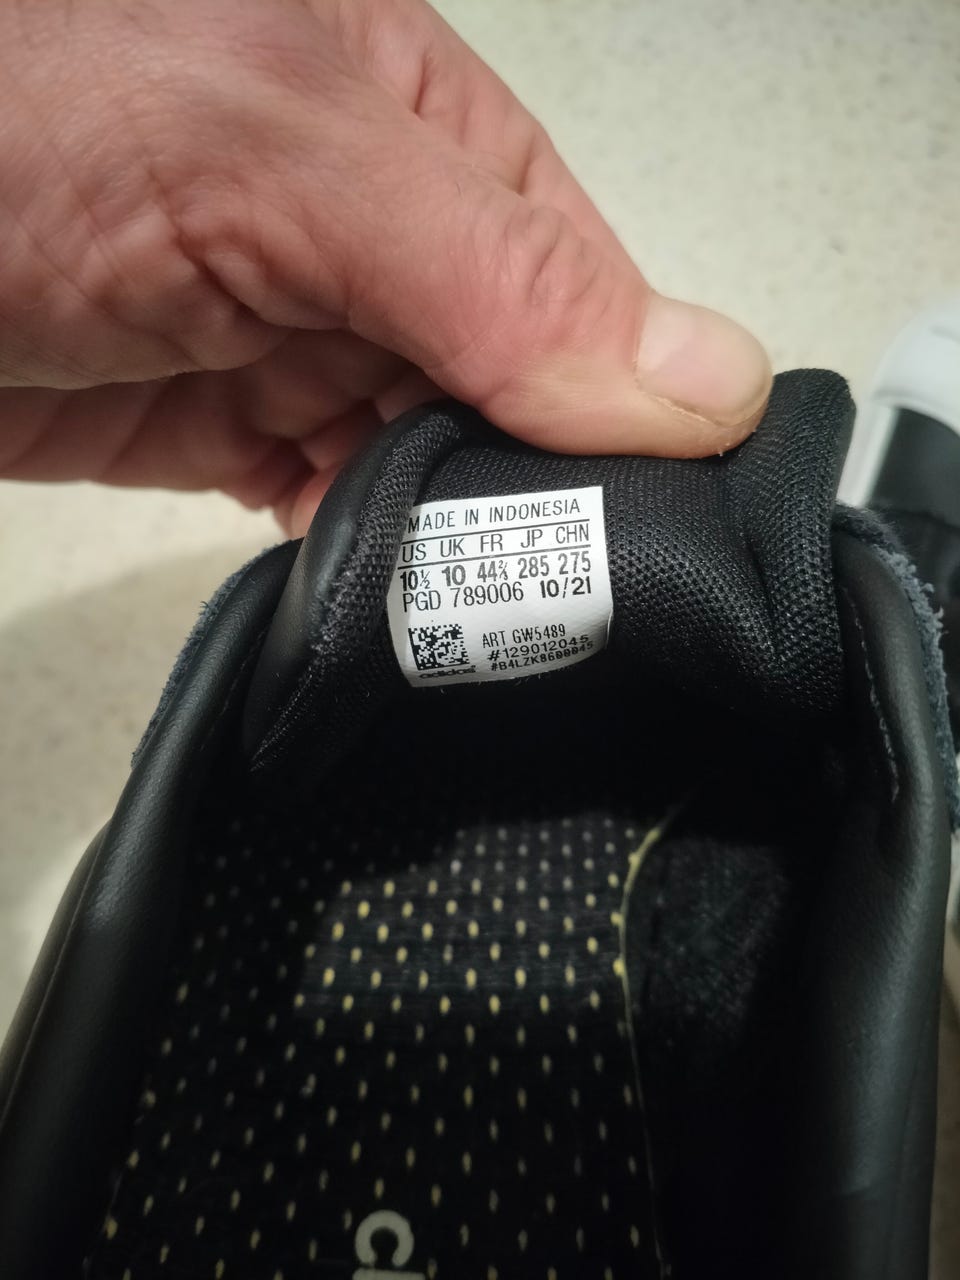 MADE IN INDONESIA
US UK FR JP CHN
10½ 10 44⅔ 285 275
PGD 789006 10/21
ART GW5489
#129012045
#B4LZK8600045
adidas